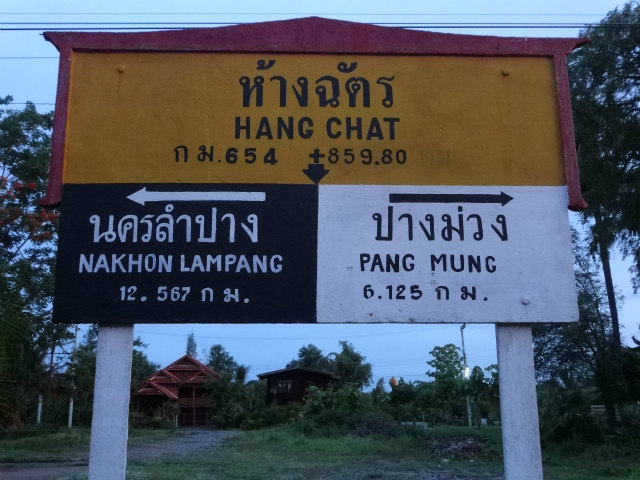 ห้างฉัตร
HANG CHAT
กม.654 +859.80
นครลำปาง
NAKHON LAMPANG
12.567 กม.
ปางม่วง
PANG MUNG
6.125 กม.